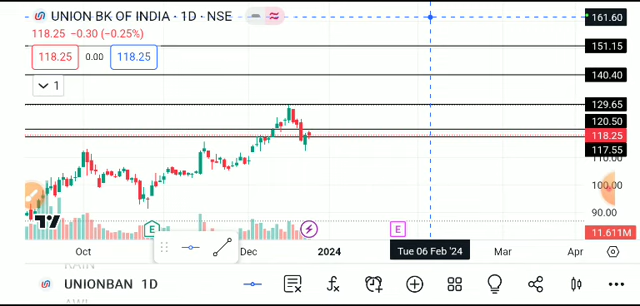 UNION BK OF INDIA · 1D · NSE
118.25 −0.30 (−0.25%)
118.25 0.00 118.25
1
161.60
151.15
140.40
129.65
120.50
118.25
117.55
110.00
100.00
90.00
11.611M
E
E
Oct
Dec
2024
Tue 06 Feb '24
Mar
Apr
UNIONBAN 1D